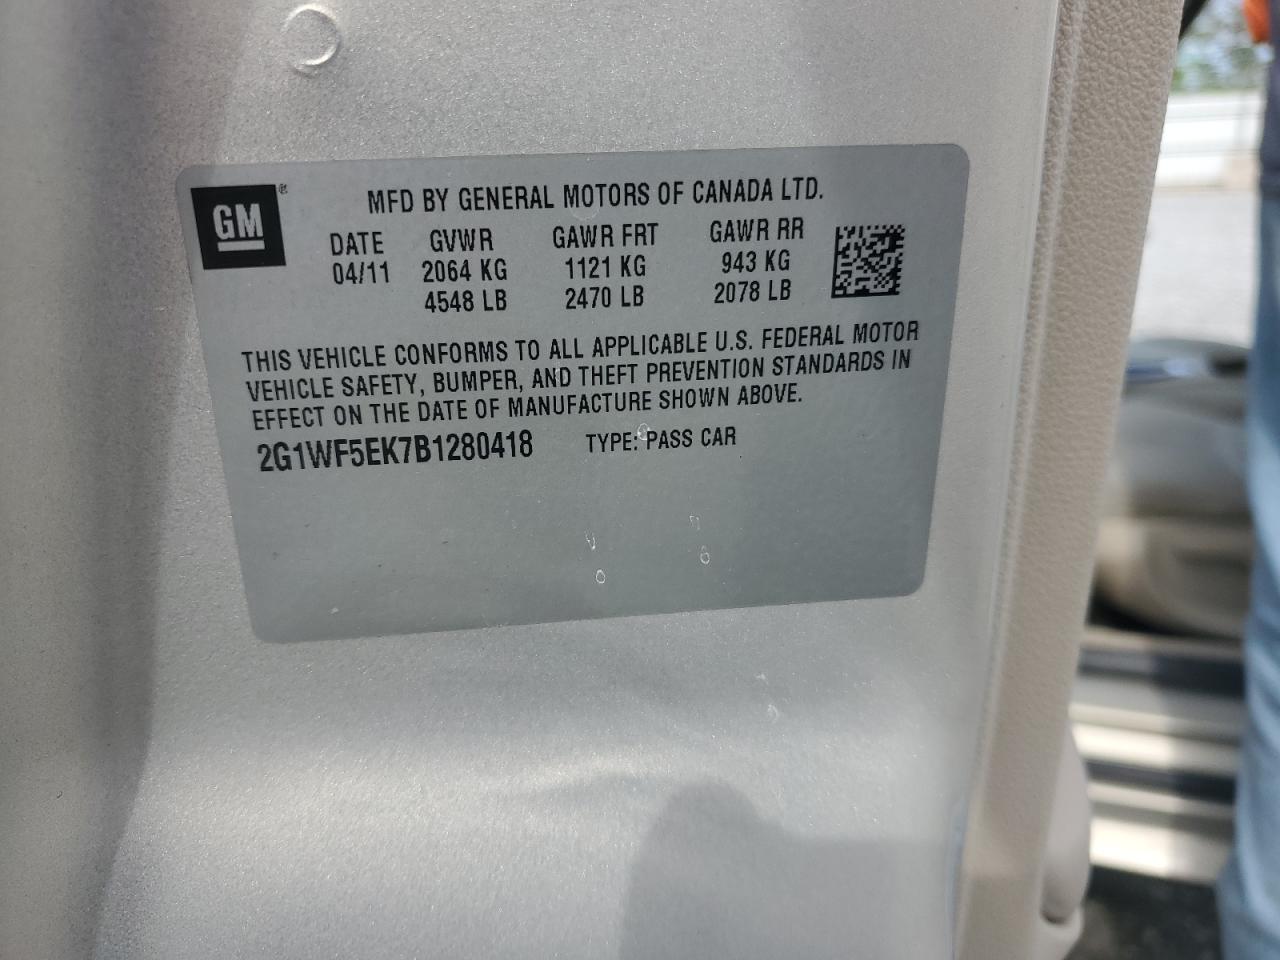 GM ®
MFD BY GENERAL MOTORS OF CANADA LTD.
DATE GVWR GAWR FRT GAWR RR
04/11 2064 KG 1121 KG 943 KG
4548 LB 2470 LB 2078 LB
THIS VEHICLE CONFORMS TO ALL APPLICABLE U.S. FEDERAL MOTOR
VEHICLE SAFETY, BUMPER, AND THEFT PREVENTION STANDARDS IN
EFFECT ON THE DATE OF MANUFACTURE SHOWN ABOVE.
2G1WF5EK7B1280418 TYPE: PASS CAR